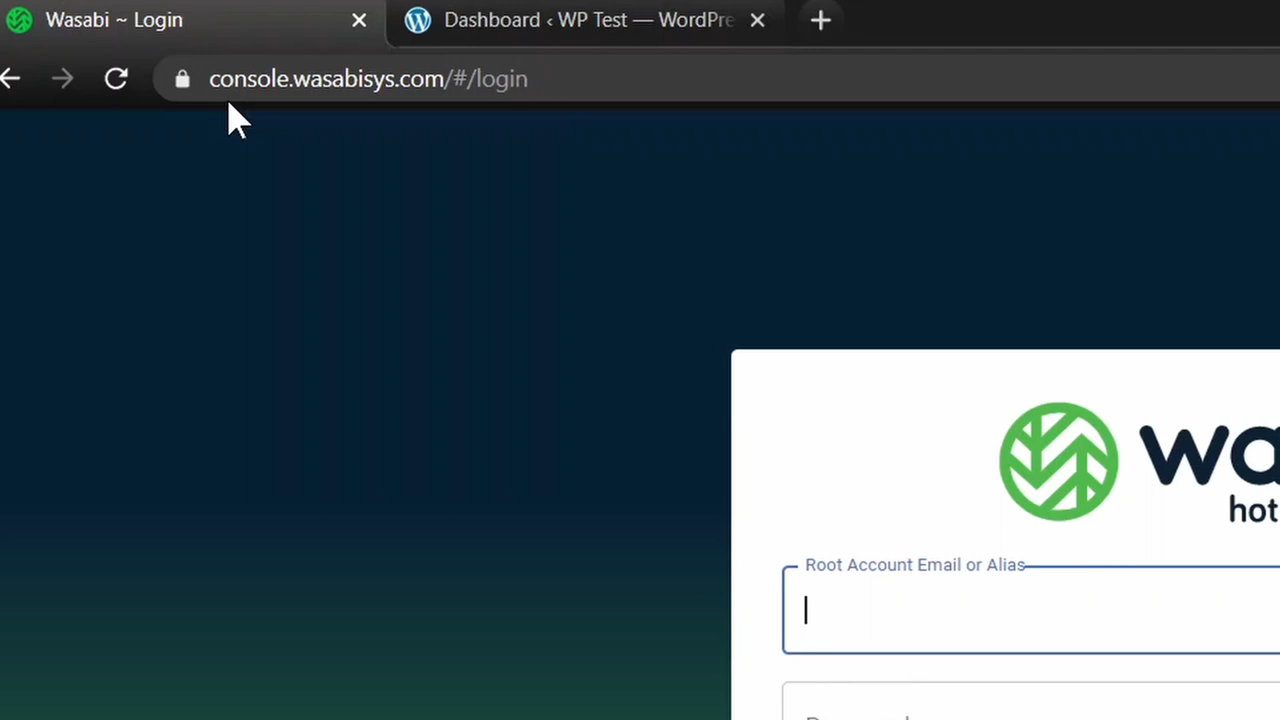 Wasabi ~ Login
Dashboard ‹ WP Test — WordPre
console.wasabisys.com/#/login
wa
hot
Root Account Email or Alias